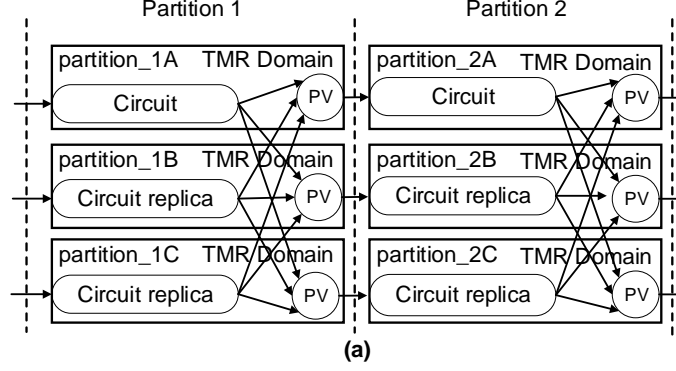 Partition 1
Partition 2
partition_1A TMR Domain
Circuit
PV
partition_2A TMR Domain
Circuit
PV
partition_1B TMR Domain
Circuit replica
PV
partition_2B TMR Domain
Circuit replica
PV
partition_1C TMR Domain
Circuit replica
PV
partition_2C TMR Domain
Circuit replica
PV
(a)